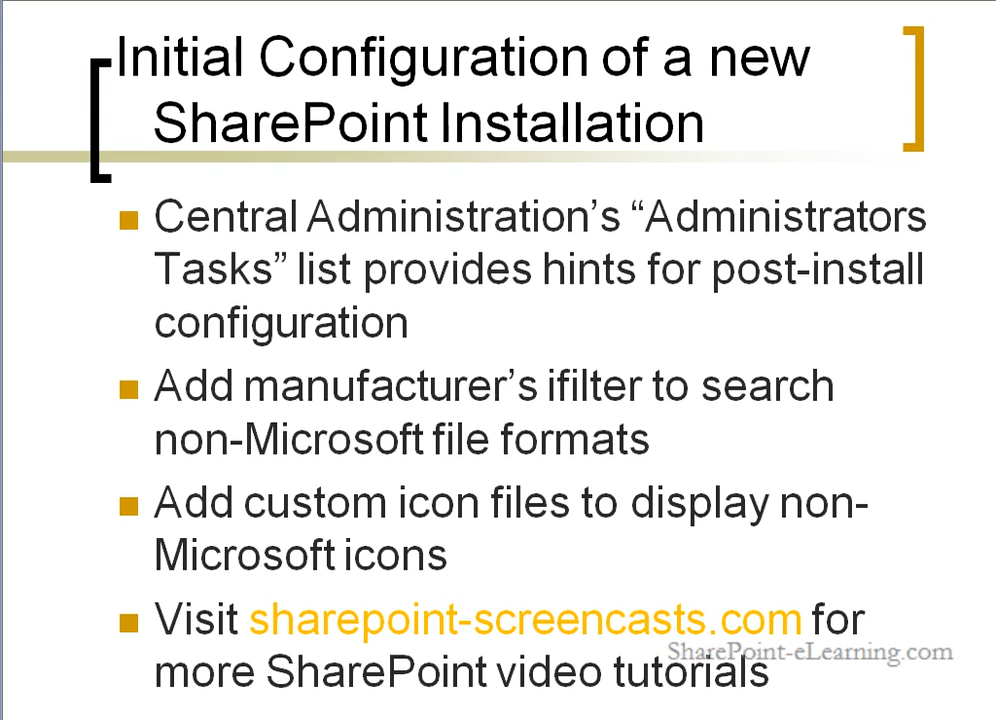 Initial Configuration of a new
SharePoint Installation
Central Administration’s “Administrators
Tasks” list provides hints for post-install
configuration
Add manufacturer’s ifilter to search
non-Microsoft file formats
Add custom icon files to display non-
Microsoft icons
Visit sharepoint-screencasts.com for
more SharePoint video tutorials
SharePoint-eLearning.com